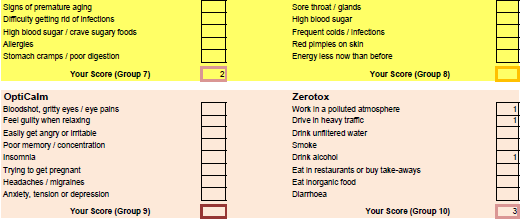 Signs of premature aging
Difficulty getting rid of infections
High blood sugar / crave sugary foods
Allergies
Stomach cramps / poor digestion
Your Score (Group 7) 2
Sore throat / glands
High blood sugar
Frequent colds / infections
Red pimples on skin
Energy less now than before
Your Score (Group 8)
OptiCalm
Bloodshot, gritty eyes / eye pains
Feel guilty when relaxing
Easily get angry or irritable
Poor memory / concentration
Insomnia
Trying to get pregnant
Headaches / migraines
Anxiety, tension or depression
Your Score (Group 9)
Zerotox
Work in a polluted atmosphere 1
Drive in heavy traffic 1
Drink unfiltered water
Smoke
Drink alcohol 1
Eat in restaurants or buy take-aways
Eat inorganic food
Diarrhoea
Your Score (Group 10) 3